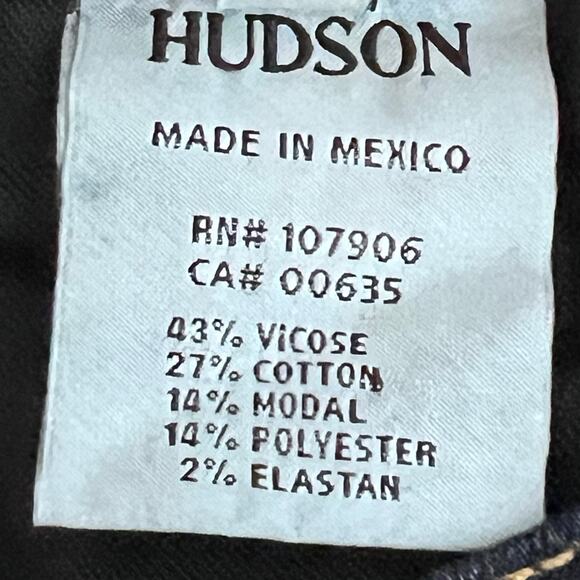 HUDSON
MADE IN MEXICO
RN# 107906
CA# 00635
43% VICOSE
27% COTTON
14% MODAL
14% POLYESTER
2% ELASTAN